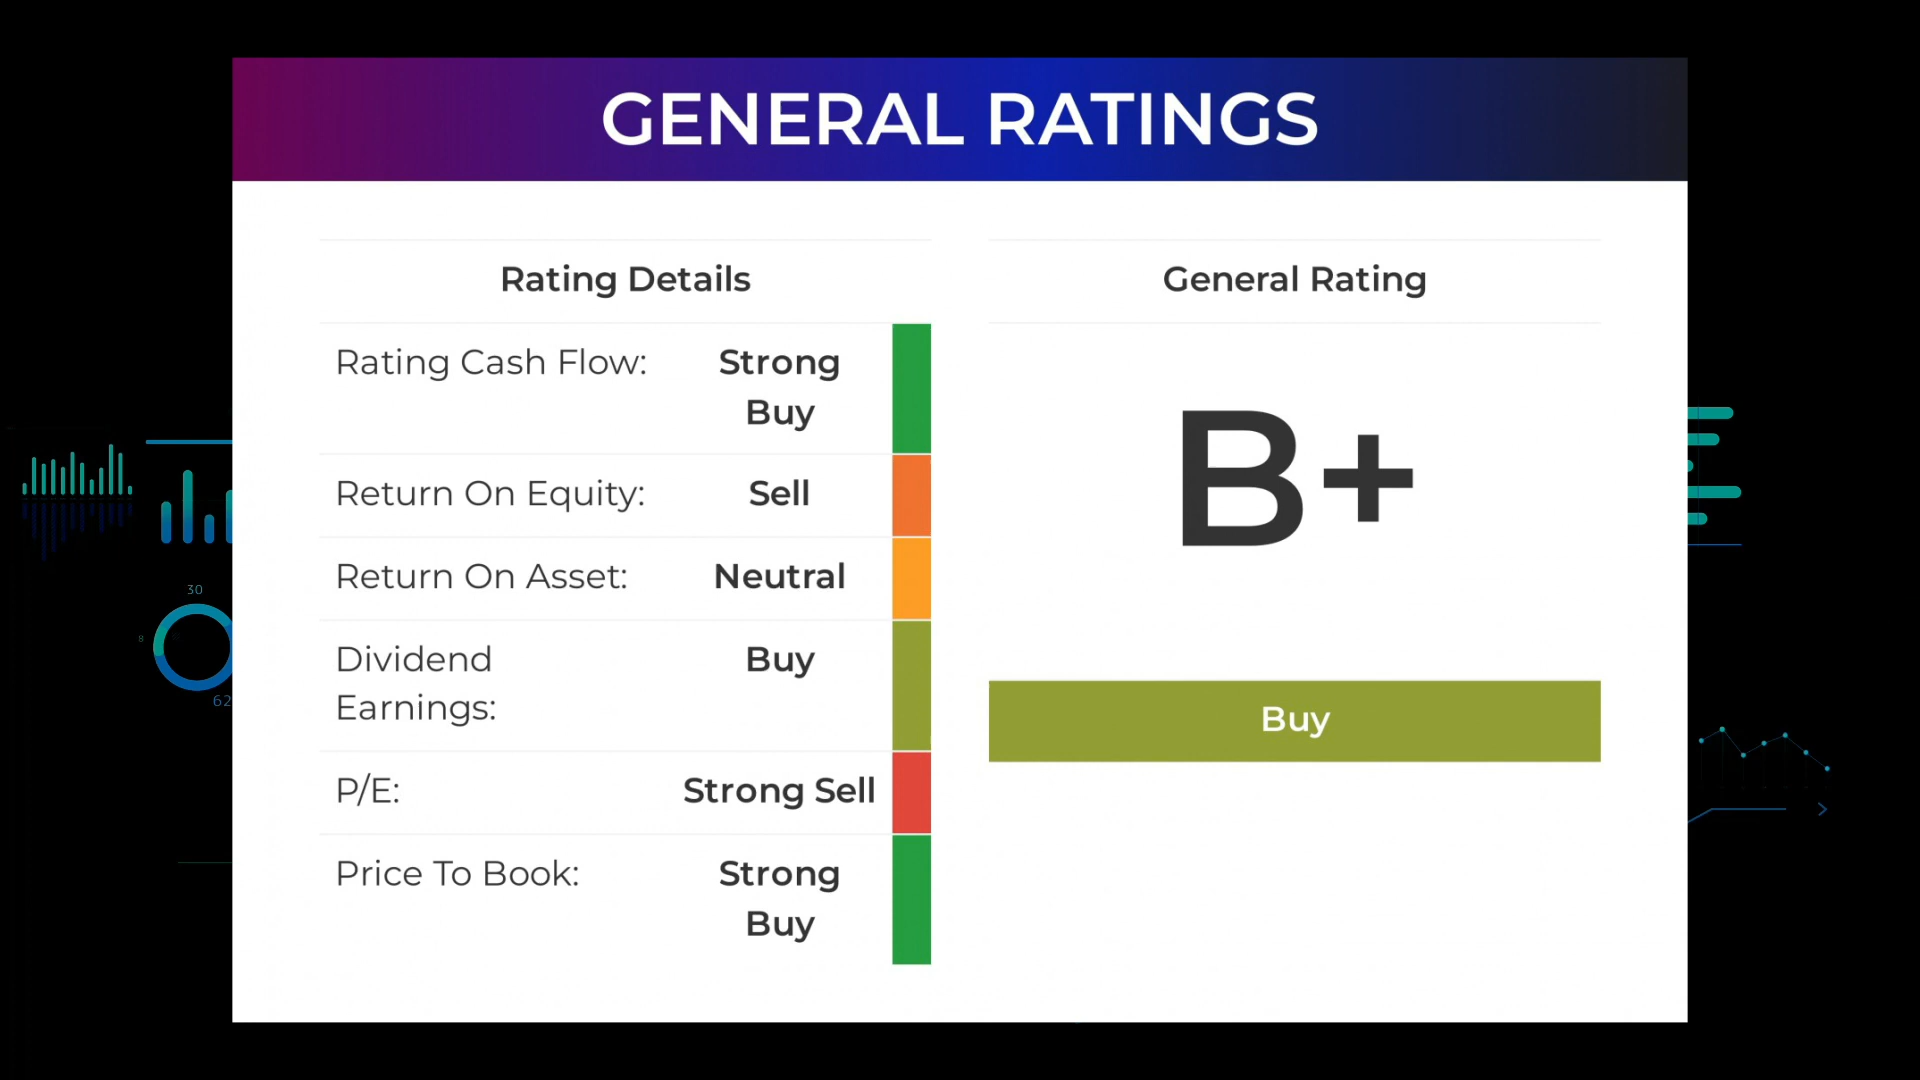 GENERAL RATINGS
Rating Details
Rating Cash Flow: Strong
Buy
Return On Equity: Sell
Return On Asset: Neutral
Dividend Buy
Earnings:
P/E: Strong Sell
Price To Book: Strong
Buy
General Rating
B+
Buy
30
8
62